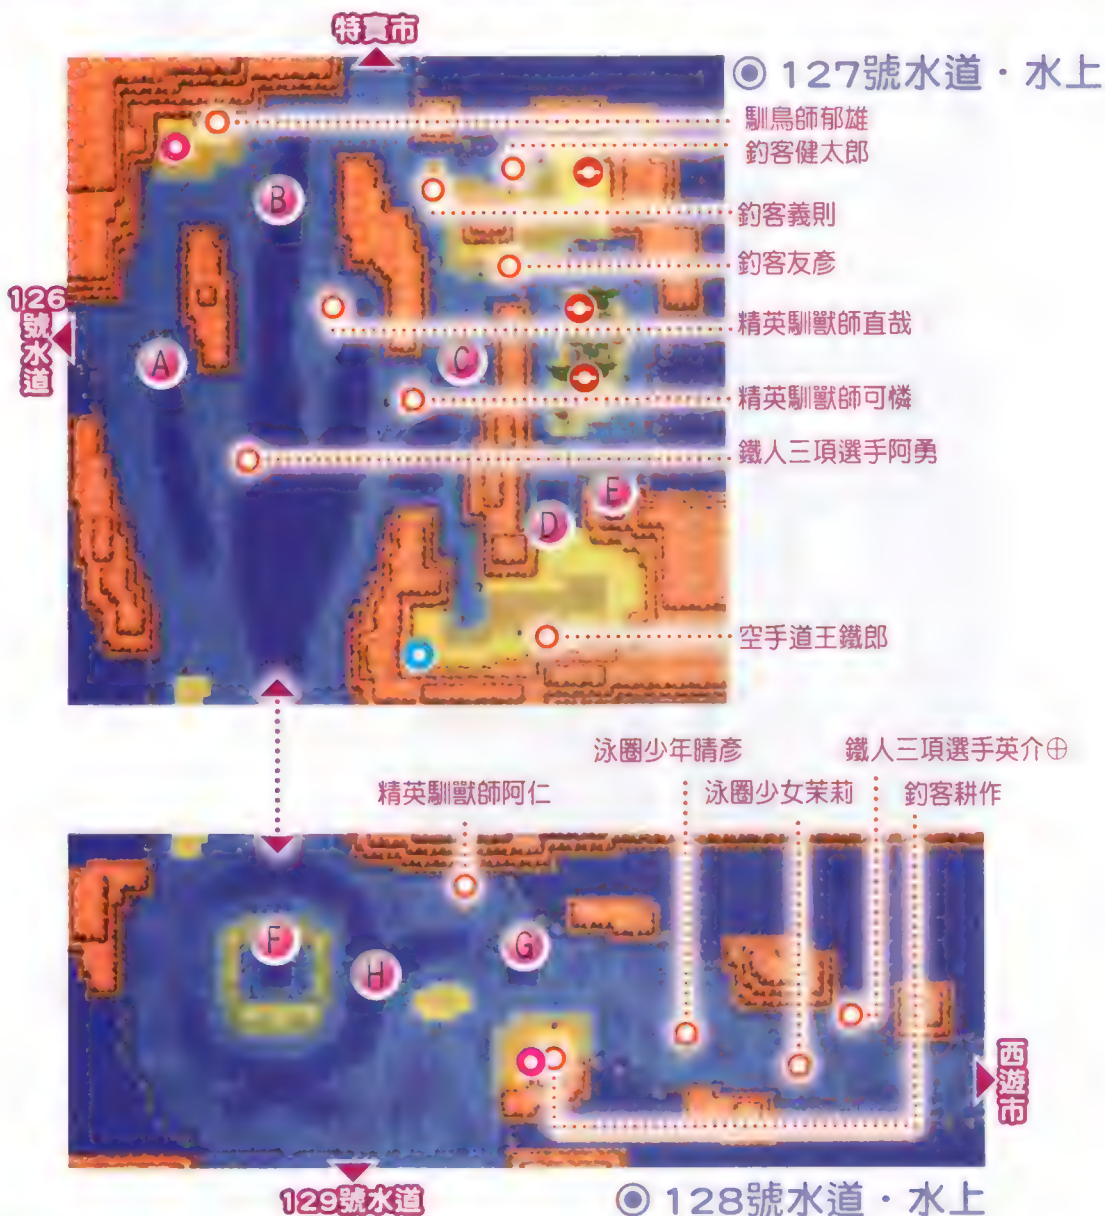 特實市
127號水道・水上
馴鳥師郁雄
釣客健太郎
釣客義則
釣客友彥
126號水道
精英馴獸師直哉
精英馴獸師可憐
鐵人三項選手阿勇
空手道王鐵郎
A
B
C
D
E
泳圈少年晴彥
鐵人三項選手英介⊕
精英馴獸師阿仁
泳圈少女茉莉
釣客耕作
F
G
H
西遊市
129號水道
128號水道・水上